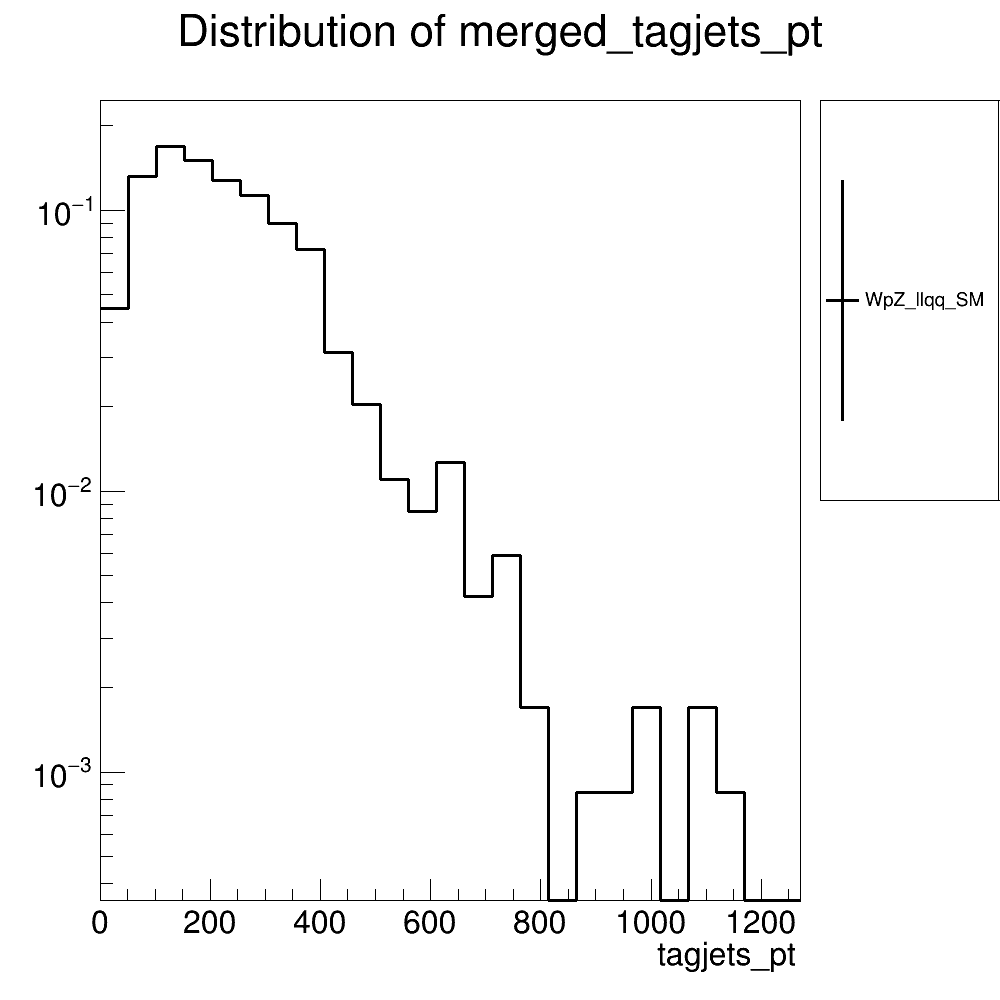 Distribution of merged_tagjets_pt
10⁻¹
10⁻²
10⁻³
0 200 400 600 800 1000 1200
tagjets_pt
WpZ_llqq_SM